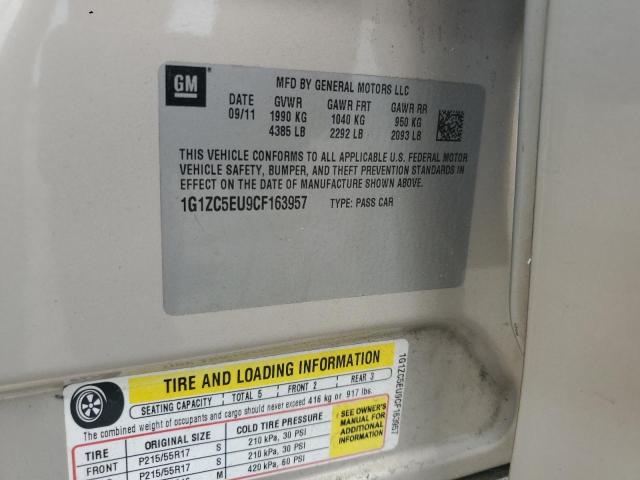 GM
MFD BY GENERAL MOTORS LLC
DATE GVWR GAWR FRT GAWR RR
09/11 1990 KG 1040 KG 950 KG
4385 LB 2292 LB 2093 LB
THIS VEHICLE CONFORMS TO ALL APPLICABLE U.S. FEDERAL MOTOR
VEHICLE SAFETY, BUMPER, AND THEFT PREVENTION STANDARDS IN
EFFECT ON THE DATE OF MANUFACTURE SHOWN ABOVE.
1G1ZC5EU9CF163957 TYPE: PASS CAR
TIRE AND LOADING INFORMATION
SEATING CAPACITY TOTAL 5 FRONT 2 REAR 3
The combined weight of occupants and cargo should never exceed 416 kg or 917 lbs.
TIRE ORIGINAL SIZE COLD TIRE PRESSURE
FRONT P215/55R17 S 210 kPa, 30 PSI
P215/55R17 S 210 kPa, 30 PSI
M 420 kPa, 60 PSI
SEE OWNER'S
MANUAL FOR
ADDITIONAL
INFORMATION
1G1ZC5EU9CF163957